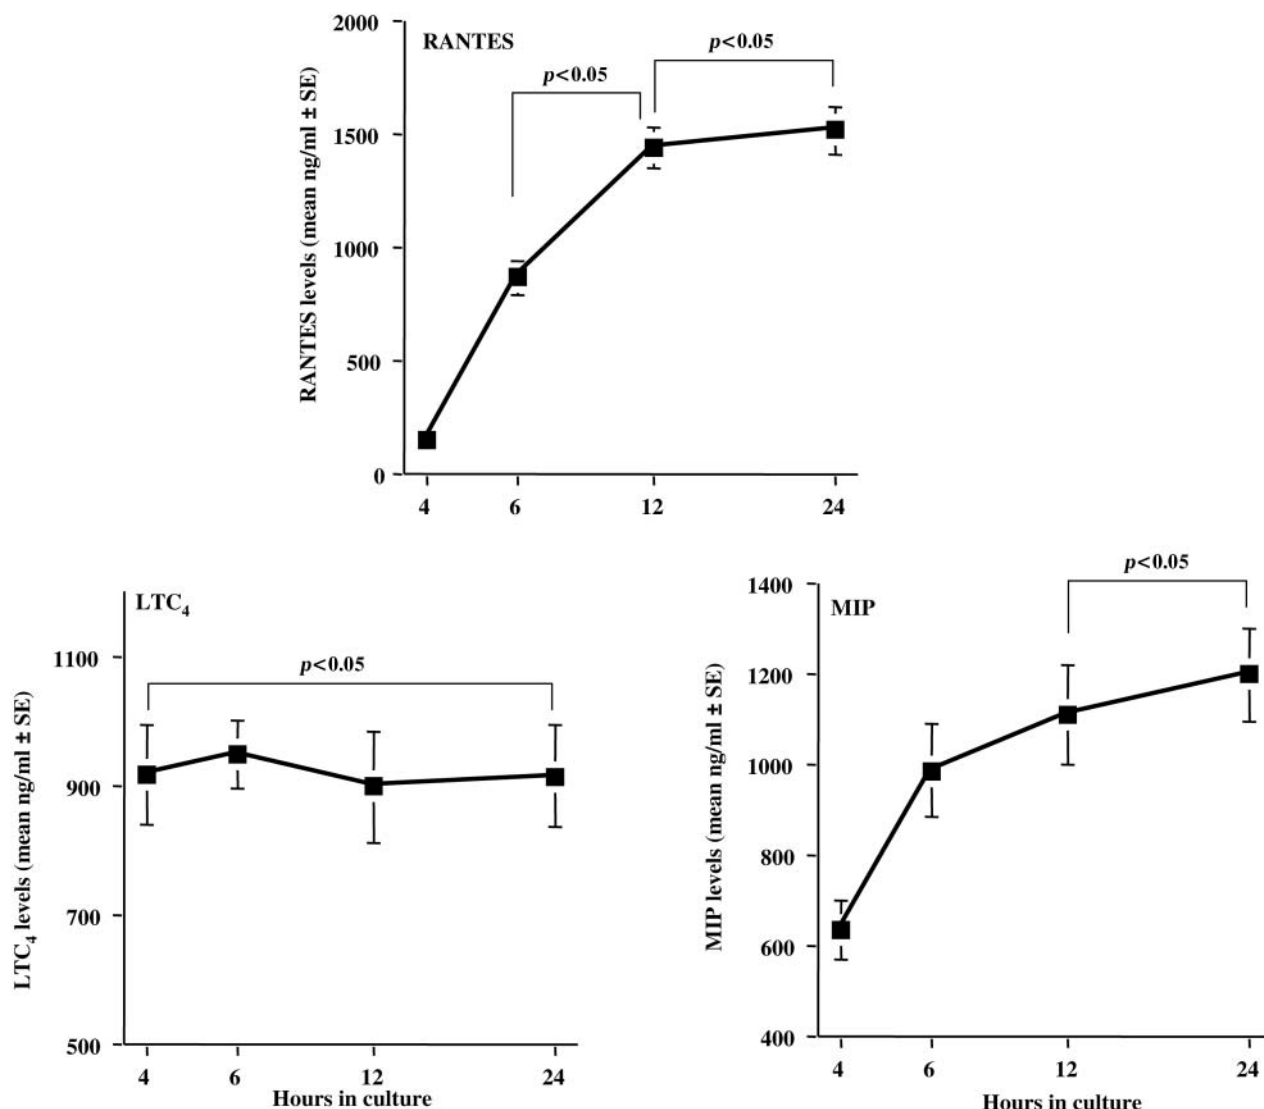 2000
RANTES
p<0.05
p<0.05
1500
1000
500
0
RANTES levels (mean ng/ml ± SE)
4 6 12 24
LTC₄
p<0.05
1100
900
700
500
LTC₄ levels (mean ng/ml ± SE)
4 6 12 24
Hours in culture
1400
MIP
p<0.05
1200
1000
800
600
400
MIP levels (mean ng/ml ± SE)
4 6 12 24
Hours in culture